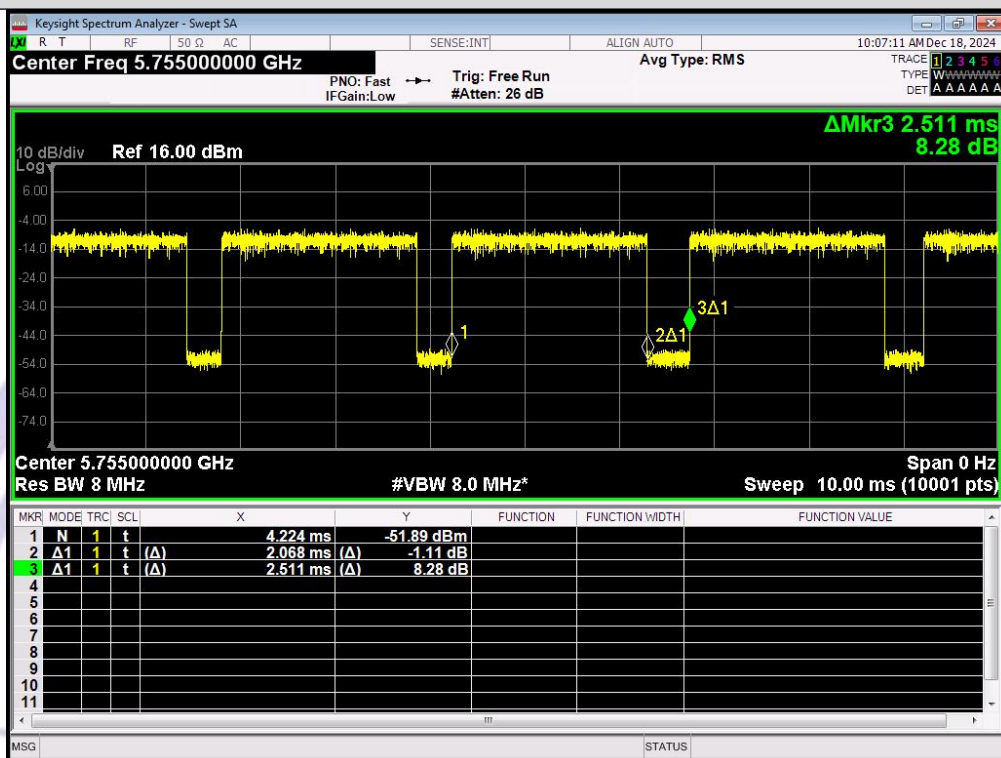 Keysight Spectrum Analyzer - Swept SA
LXI R T RF 50 Ω AC SENSE:INT ALIGN AUTO 10:07:11 AM Dec 18, 2024
Center Freq 5.755000000 GHz Avg Type: RMS TRACE 1 2 3 4 5 6
PNO: Fast Trig: Free Run TYPE WWWWWW
IFGain:Low #Atten: 26 dB DET A A A A A A
ΔMkr3 2.511 ms
10 dB/div Ref 16.00 dBm 8.28 dB
Log
6.00
-4.00
-14.0
-24.0
-34.0
3Δ1
-44.0
1
2Δ1
-54.0
-64.0
-74.0
Center 5.755000000 GHz Span 0 Hz
Res BW 8 MHz #VBW 8.0 MHz* Sweep 10.00 ms (10001 pts)
MKR MODE TRC SCL X Y FUNCTION FUNCTION WIDTH FUNCTION VALUE
1 N 1 t 4.224 ms -51.89 dBm
2 Δ1 1 t (Δ) 2.068 ms (Δ) -1.11 dB
3 Δ1 1 t (Δ) 2.511 ms (Δ) 8.28 dB
4
5
6
7
8
9
10
11
MSG STATUS